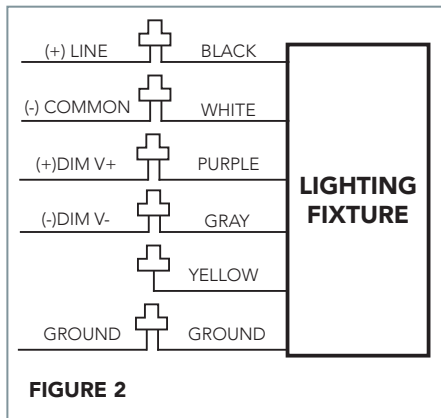 (+) LINE BLACK
(-) COMMON WHITE
(+)DIM V+ PURPLE
(-)DIM V- GRAY
YELLOW
GROUND GROUND
LIGHTING
FIXTURE
FIGURE 2